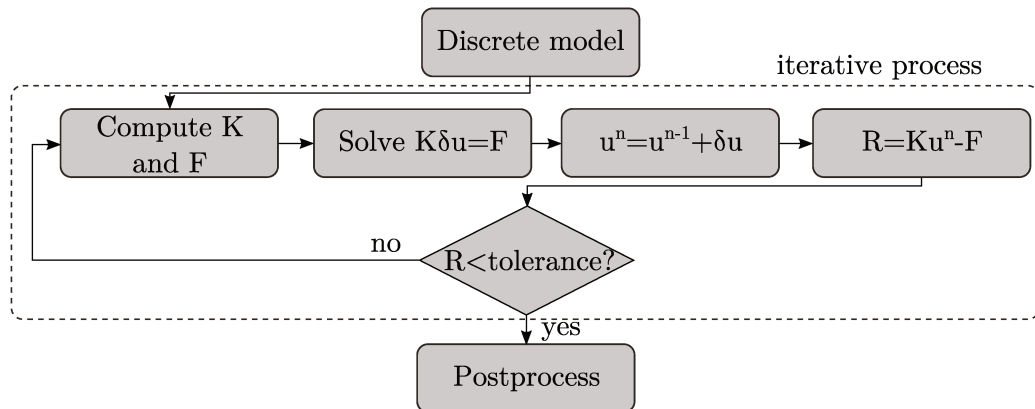 Discrete model
iterative process
Compute K
and F
Solve Kδu=F
uⁿ=uⁿ⁻¹+δu
R=Kuⁿ-F
no
R<tolerance?
yes
Postprocess